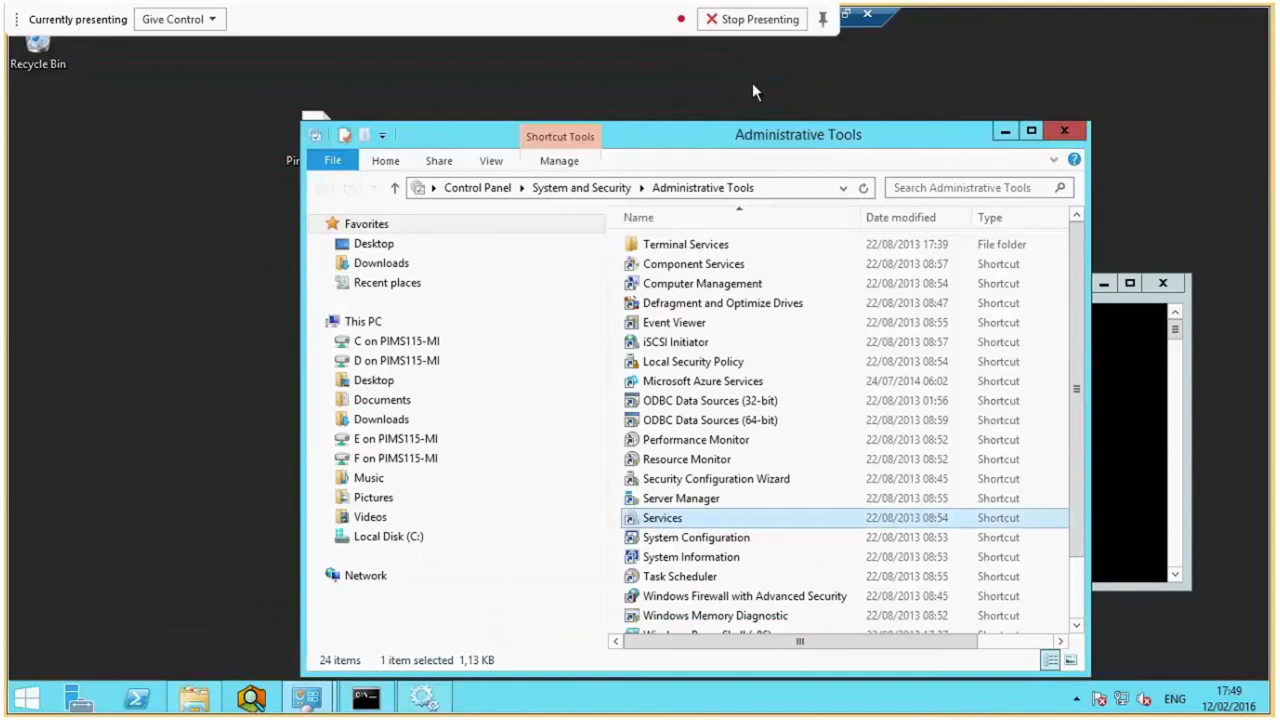 Currently presenting Give Control Stop Presenting
Recycle Bin
Shortcut Tools Administrative Tools
File Home Share View Manage
Control Panel System and Security Administrative Tools Search Administrative Tools
Name Date modified Type
Favorites
Desktop
Downloads
Recent places
This PC
C on PIMS115-MI
D on PIMS115-MI
Desktop
Documents
Downloads
E on PIMS115-MI
F on PIMS115-MI
Music
Pictures
Videos
Local Disk (C:)
Network
Terminal Services 22/08/2013 17:39 File folder
Component Services 22/08/2013 08:57 Shortcut
Computer Management 22/08/2013 08:54 Shortcut
Defragment and Optimize Drives 22/08/2013 08:47 Shortcut
Event Viewer 22/08/2013 08:55 Shortcut
iSCSI Initiator 22/08/2013 08:57 Shortcut
Local Security Policy 22/08/2013 08:54 Shortcut
Microsoft Azure Services 24/07/2014 06:02 Shortcut
ODBC Data Sources (32-bit) 22/08/2013 01:56 Shortcut
ODBC Data Sources (64-bit) 22/08/2013 08:59 Shortcut
Performance Monitor 22/08/2013 08:52 Shortcut
Resource Monitor 22/08/2013 08:52 Shortcut
Security Configuration Wizard 22/08/2013 08:45 Shortcut
Server Manager 22/08/2013 08:55 Shortcut
Services 22/08/2013 08:54 Shortcut
System Configuration 22/08/2013 08:53 Shortcut
System Information 22/08/2013 08:53 Shortcut
Task Scheduler 22/08/2013 08:55 Shortcut
Windows Firewall with Advanced Security 22/08/2013 08:45 Shortcut
Windows Memory Diagnostic 22/08/2013 08:52 Shortcut
24 items 1 item selected 1,13 KB
ENG 17:49
12/02/2016